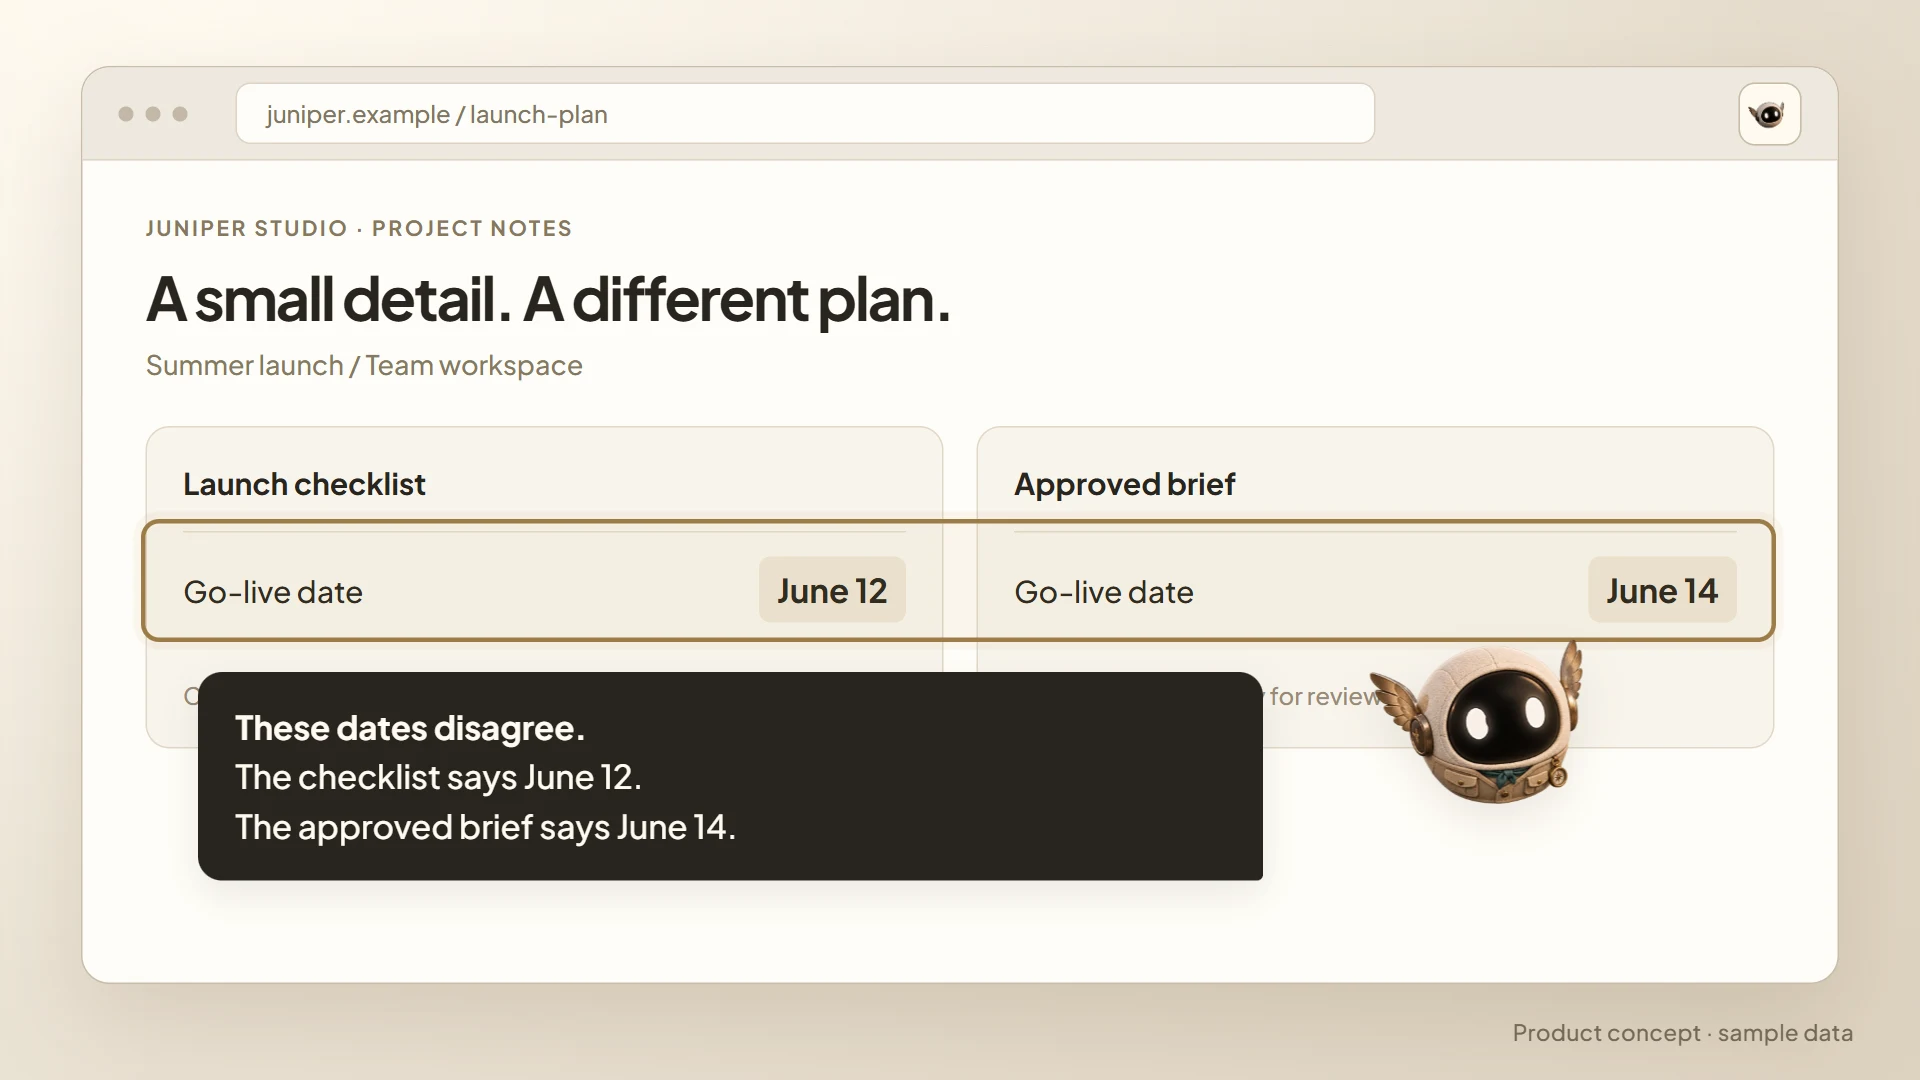 juniper.example / launch-plan
JUNIPER STUDIO · PROJECT NOTES
A small detail. A different plan.
Summer launch / Team workspace
Launch checklist
Go-live date
June 12
Approved brief
Go-live date
June 14
for review
These dates disagree.
The checklist says June 12.
The approved brief says June 14.
Product concept · sample data